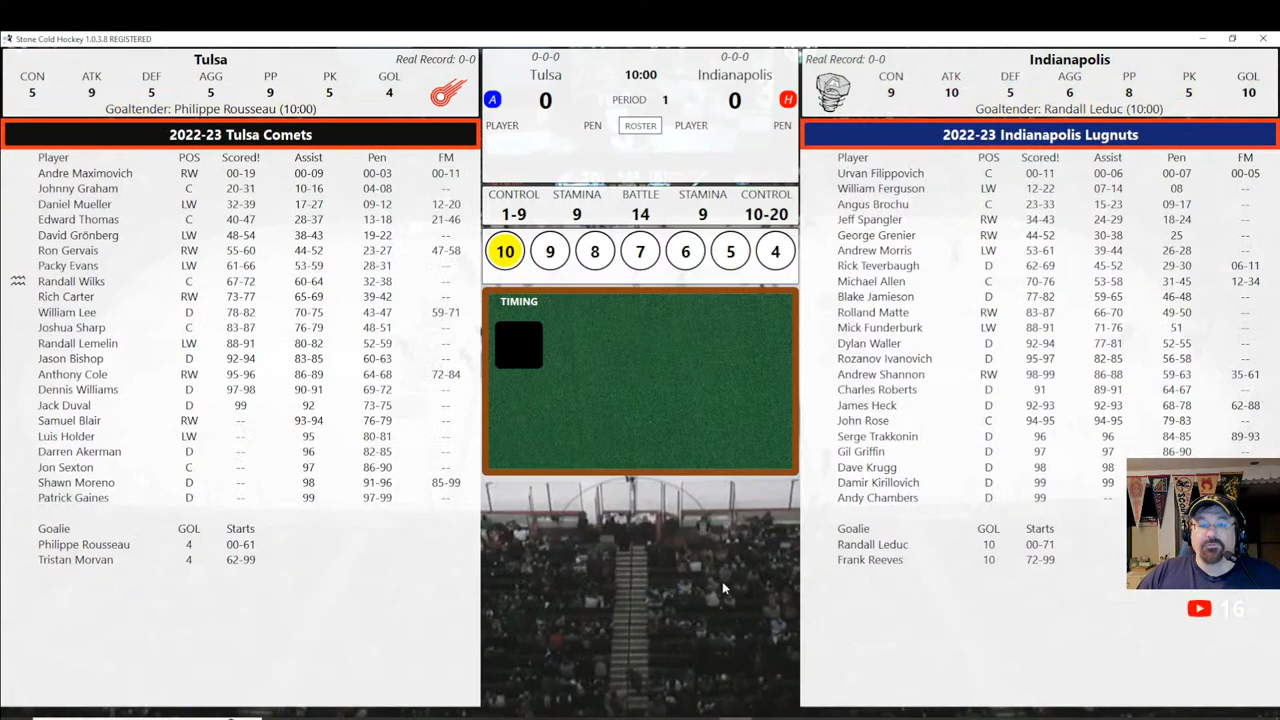 Stone Cold Hockey 1.0.3.8 REGISTERED
Tulsa Real Record: 0-0
CON ATK DEF AGG PP PK GOL
5 9 5 5 9 5 4
Goaltender: Philippe Rousseau (10:00)
2022-23 Tulsa Comets
Player POS Scored! Assist Pen FM
Andre Maximovich RW 00-19 00-09 00-03 00-11
Johnny Graham C 20-31 10-16 04-08 --
Daniel Mueller LW 32-39 17-27 09-12 12-20
Edward Thomas C 40-47 28-37 13-18 21-46
David Gronberg LW 48-54 38-43 19-22 --
Ron Gervais RW 55-60 44-52 23-27 47-58
Packy Evans LW 61-66 53-59 28-31 --
Randall Wilks C 67-72 60-64 32-38 --
Rich Carter RW 73-77 65-69 39-42 --
William Lee D 78-82 70-75 43-47 59-71
Joshua Sharp C 83-87 76-79 48-51 --
Randall Lemelin LW 88-91 80-82 52-59 --
Jason Bishop D 92-94 83-85 60-63 --
Anthony Cole RW 95-96 86-89 64-68 72-84
Dennis Williams D 97-98 90-91 69-72 --
Jack Duval D 99 92 73-75 --
Samuel Blair RW -- 93-94 76-79 --
Luis Holder LW -- 95 80-81 --
Darren Akerman D -- 96 82-85 --
Jon Sexton C -- 97 86-90 --
Shawn Moreno D -- 98 91-96 85-99
Patrick Gaines D -- 99 97-99 --
Goalie GOL Starts
Philippe Rousseau 4 00-61
Tristan Morvan 4 62-99
0-0-0 0-0-0
Tulsa 10:00 Indianapolis
A 0 PERIOD 1 0 H
PLAYER PEN ROSTER PLAYER PEN
CONTROL STAMINA BATTLE STAMINA CONTROL
1-9 9 14 9 10-20
10 9 8 7 6 5 4
TIMING
Real Record: 0-0 Indianapolis
CON ATK DEF AGG PP PK GOL
9 10 5 6 8 5 10
Goaltender: Randall Leduc (10:00)
2022-23 Indianapolis Lugnuts
Player POS Scored! Assist Pen FM
Urvan Filippovich C 00-11 00-06 00-07 00-05
William Ferguson LW 12-22 07-14 08 --
Angus Brochu C 23-33 15-23 09-17 --
Jeff Spangler RW 34-43 24-29 18-24 --
George Grenier RW 44-52 30-38 25 --
Andrew Morris LW 53-61 39-44 26-28 --
Rick Teverbaugh D 62-69 45-52 29-30 06-11
Michael Allen C 70-76 53-58 31-45 12-34
Blake Jamieson D 77-82 59-65 46-48 --
Rolland Matte RW 83-87 66-70 49-50 --
Mick Funderburk LW 88-91 71-76 51 --
Dylan Waller D 92-94 77-81 52-55 --
Rozanov Ivanovich D 95-97 82-85 56-58 --
Andrew Shannon RW 98-99 86-88 59-63 35-61
Charles Roberts D 91 89-91 64-67 --
James Heck D 92-93 92-93 68-78 62-88
John Rose C 94-95 94-95 79-83 --
Serge Trakkonin D 96 96 84-85 89-93
Gil Griffin D 97 97 86-90
Dave Krugg D 98 98
Damir Kirillovich D 99 99
Andy Chambers D 99 --
Goalie GOL Starts
Randall Leduc 10 00-71
Frank Reeves 10 72-99
16